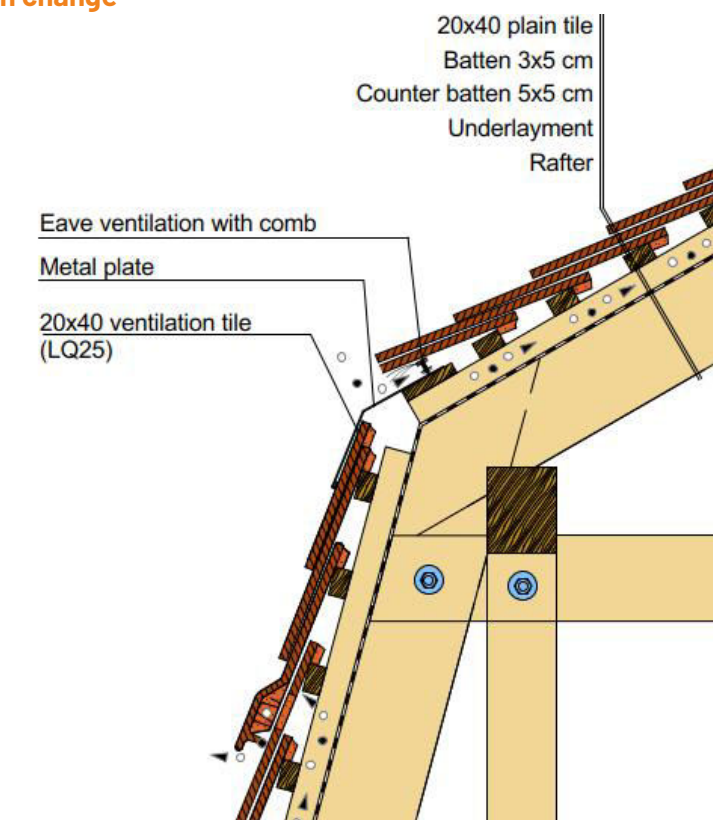 change
20x40 plain tile
Batten 3x5 cm
Counter batten 5x5 cm
Underlayment
Rafter
Eave ventilation with comb
Metal plate
20x40 ventilation tile
(LQ25)